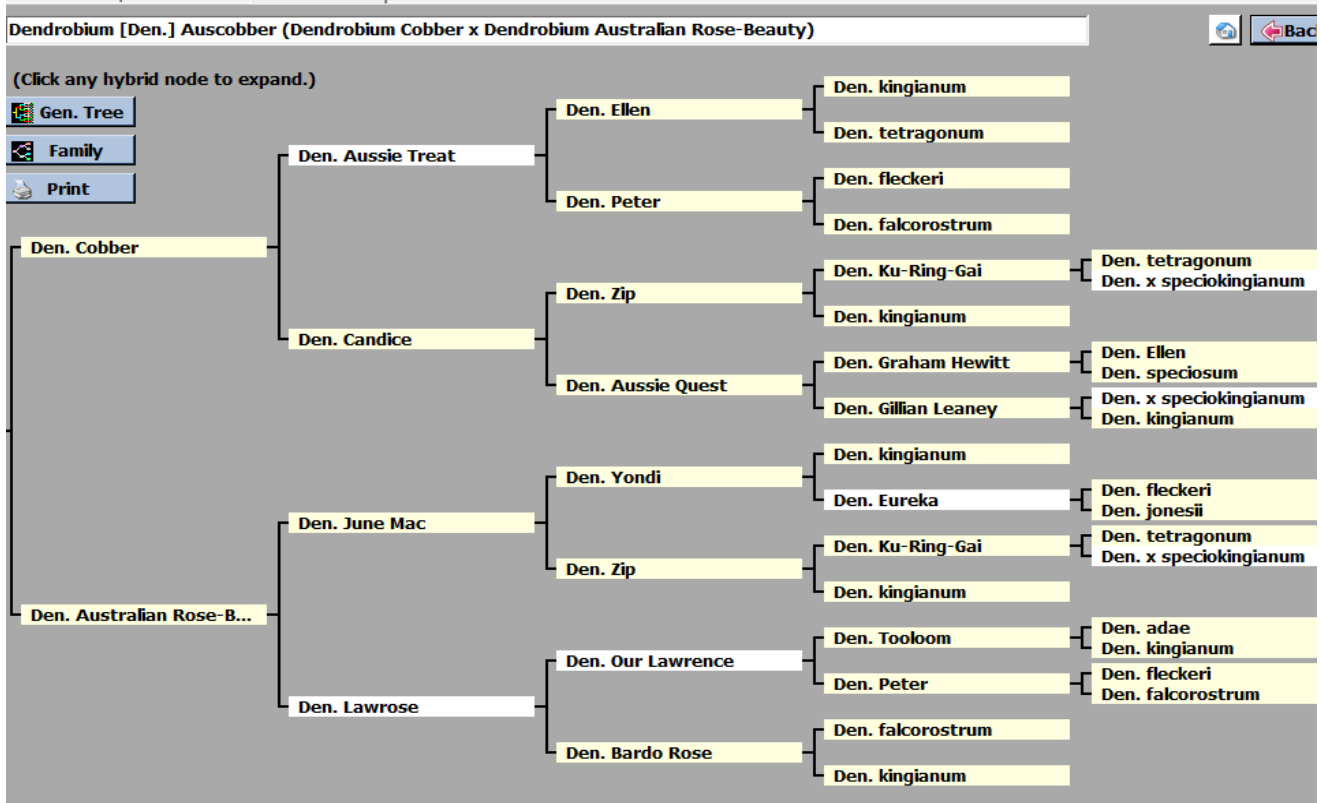 Dendrobium [Den.] Auscobber (Dendrobium Cobber x Dendrobium Australian Rose-Beauty)
Back
(Click any hybrid node to expand.)
Gen. Tree
Family
Print
Den. Cobber
Den. Australian Rose-B...
Den. Aussie Treat
Den. Candice
Den. June Mac
Den. Lawrose
Den. Ellen
Den. Peter
Den. Zip
Den. Aussie Quest
Den. Yondi
Den. Zip
Den. Our Lawrence
Den. Bardo Rose
Den. kingianum
Den. tetragonum
Den. fleckeri
Den. falcorostrum
Den. Ku-Ring-Gai
Den. kingianum
Den. Graham Hewitt
Den. Gillian Leaney
Den. kingianum
Den. Eureka
Den. Ku-Ring-Gai
Den. kingianum
Den. Tooloom
Den. Peter
Den. falcorostrum
Den. kingianum
Den. tetragonum
Den. x speciokingianum
Den. Ellen
Den. speciosum
Den. x speciokingianum
Den. kingianum
Den. fleckeri
Den. jonesii
Den. tetragonum
Den. x speciokingianum
Den. adae
Den. kingianum
Den. fleckeri
Den. falcorostrum